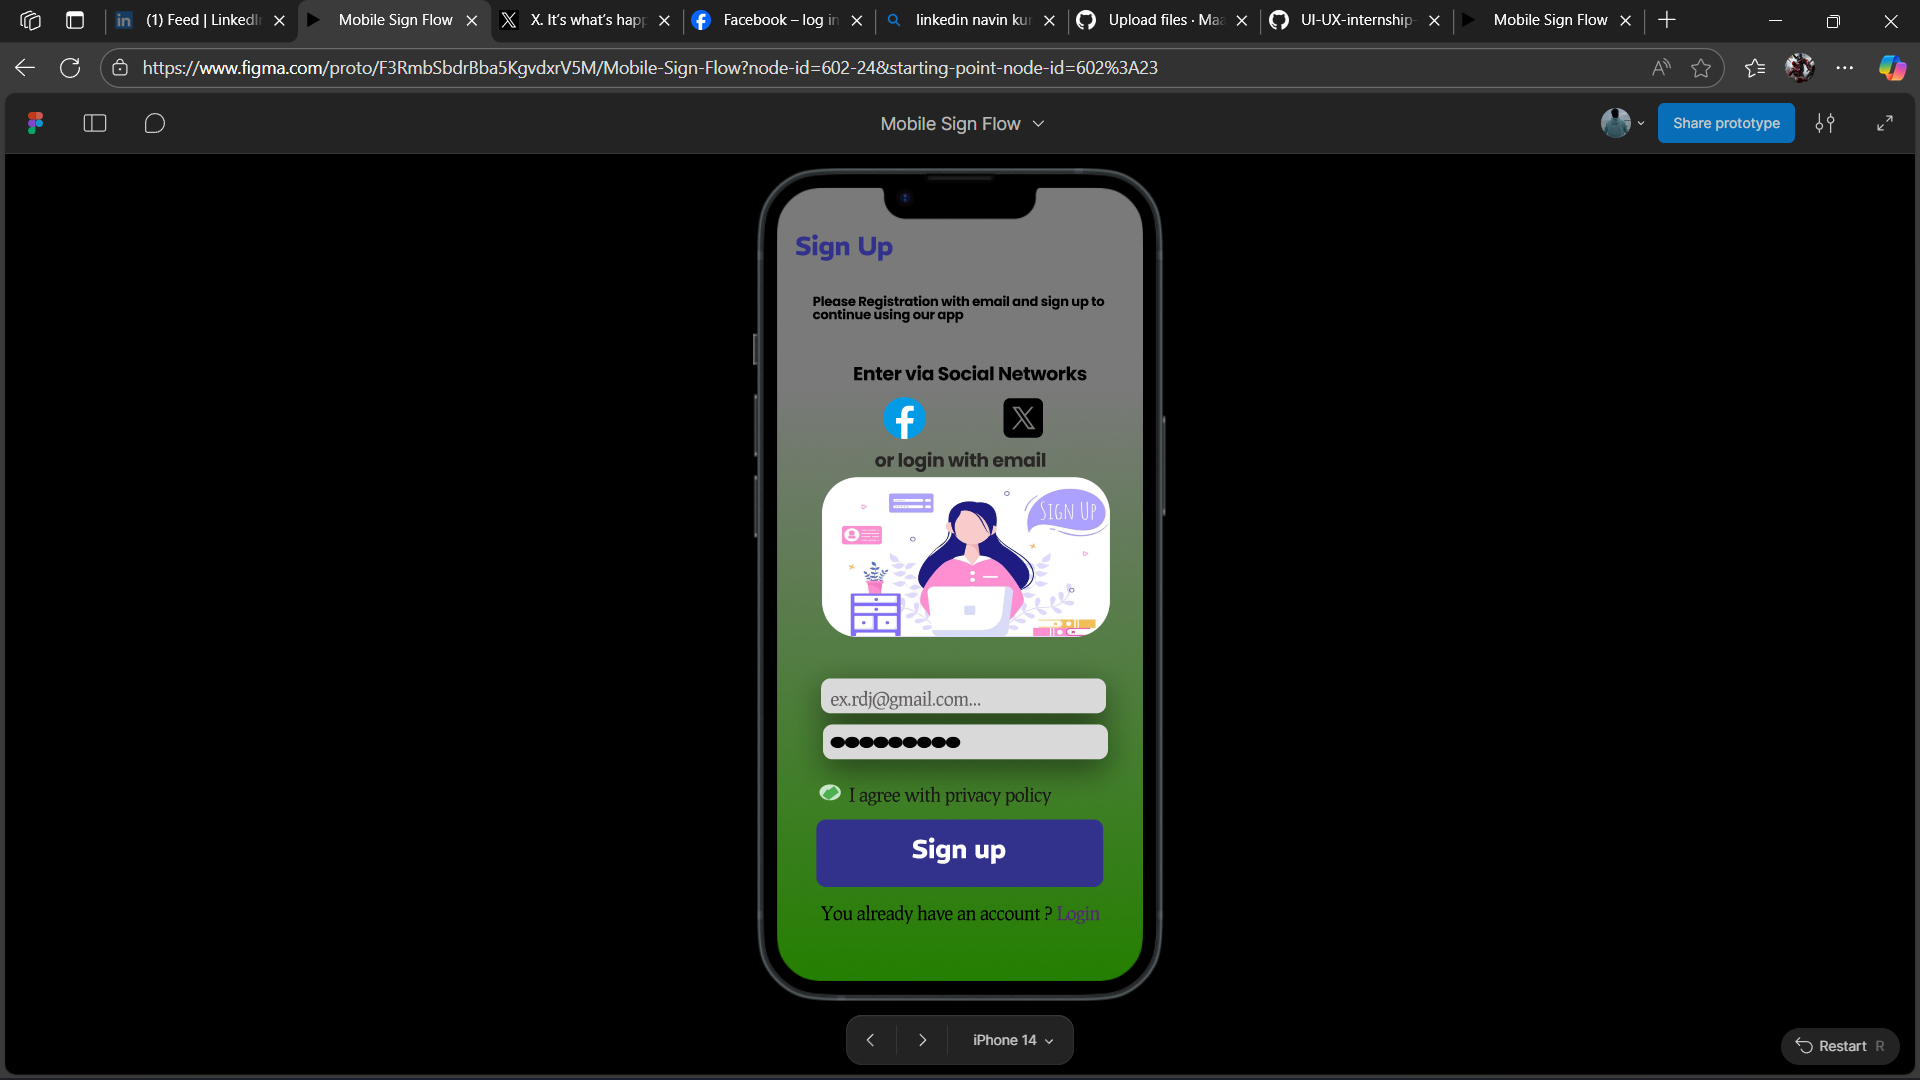 (1) Feed | LinkedIn
Mobile Sign Flow
X. It's what's happ
Facebook – log in
linkedin navin kur
Upload files · Maa
UI-UX-internship-
Mobile Sign Flow
https://www.figma.com/proto/F3RmbSbdrBba5KgvdxrV5M/Mobile-Sign-Flow?node-id=602-24&starting-point-node-id=602%3A23
Mobile Sign Flow
Share prototype
Sign Up
Please Registration with email and sign up to
continue using our app
Enter via Social Networks
or login with email
SIGN UP
ex.rdj@gmail.com...
I agree with privacy policy
Sign up
You already have an account ? Login
iPhone 14
Restart R